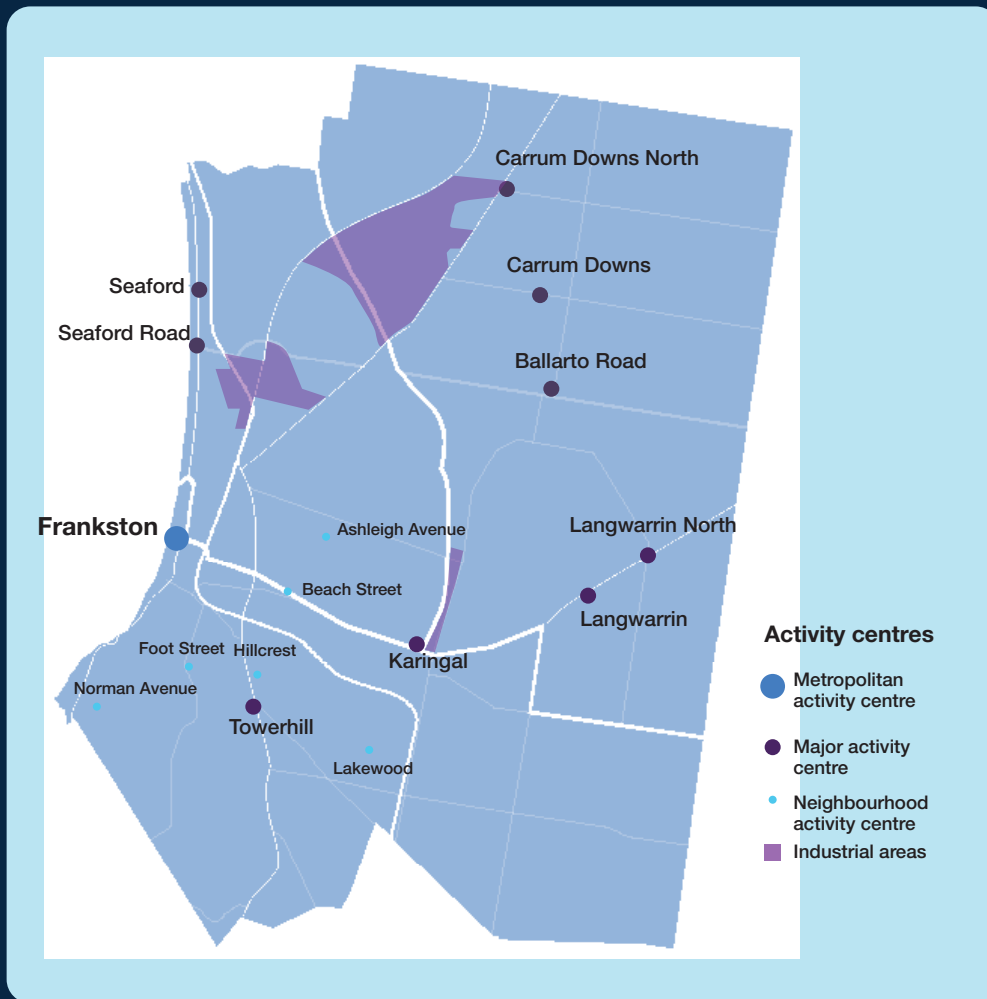 Carrum Downs North
Carrum Downs
Seaford
Seaford Road
Ballarto Road
Frankston
Ashleigh Avenue
Langwarrin North
Beach Street
Langwarrin
Foot Street
Hillcrest
Karingal
Norman Avenue
Towerhill
Lakewood
Activity centres
Metropolitan
activity centre
Major activity
centre
Neighbourhood
activity centre
Industrial areas